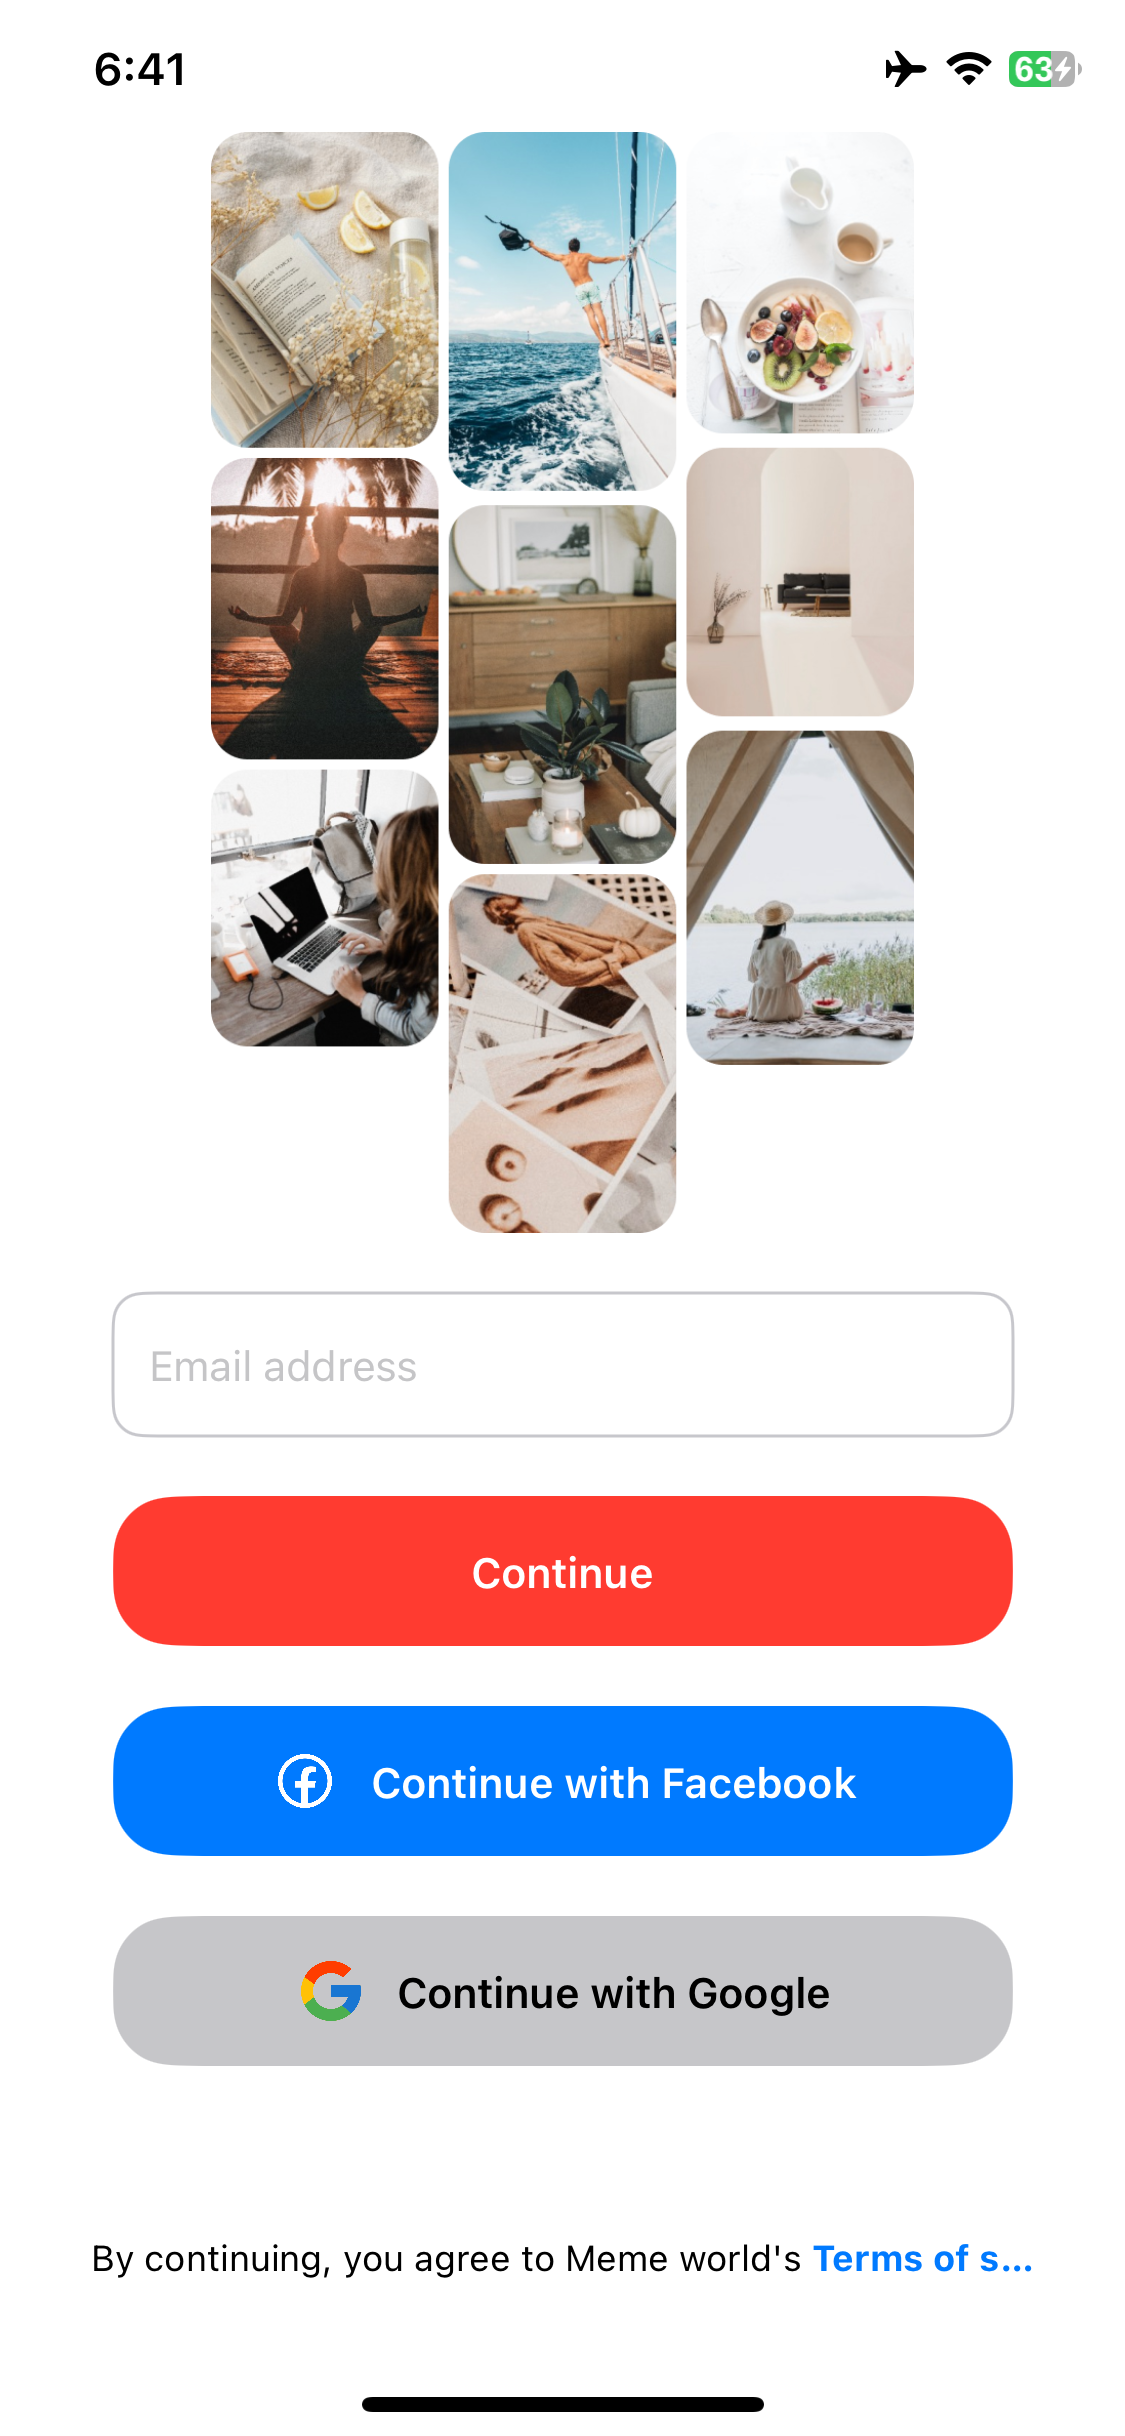 6:41
63
Email address
Continue
Continue with Facebook
Continue with Google
By continuing, you agree to Meme world's Terms of s...